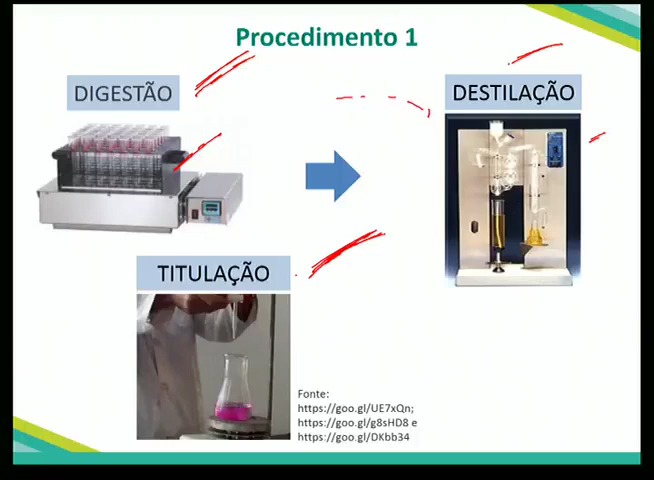 Procedimento 1
DIGESTÃO
DESTILAÇÃO
TITULAÇÃO
Fonte:
https://goo.gl/UE7xQn;
https://goo.gl/g8sHD8 e
https://goo.gl/DKbb34